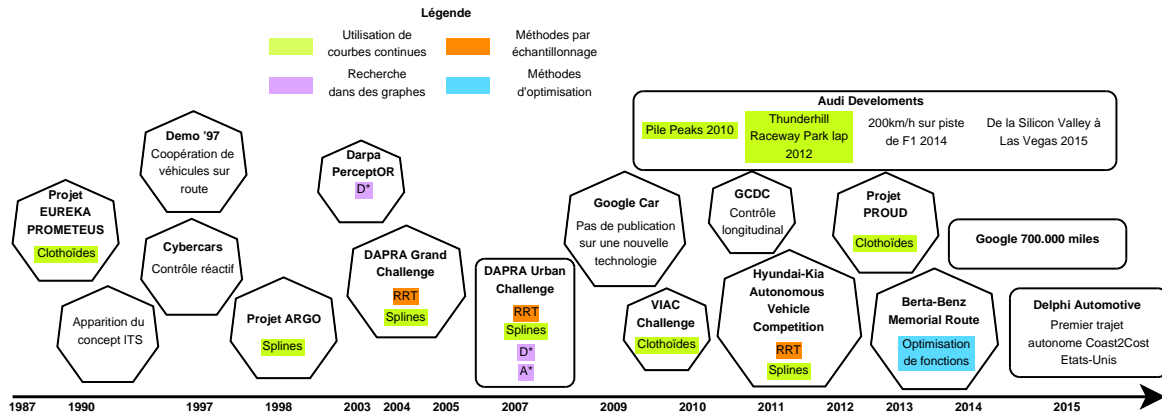 Légende
Utilisation de
courbes continues
Méthodes par
échantillonnage
Recherche
dans des graphes
Méthodes
d'optimisation
Audi Develoments
Pile Peaks 2010
Thunderhill
Raceway Park lap
2012
200km/h sur piste
de F1 2014
De la Silicon Valley à
Las Vegas 2015
Projet
EUREKA
PROMETEUS
Clothoïdes
Apparition du
concept ITS
Demo '97
Coopération de
véhicules sur
route
Cybercars
Contrôle réactif
Projet ARGO
Splines
Darpa
PerceptOR
D*
DAPRA Grand
Challenge
RRT
Splines
DAPRA Urban
Challenge
RRT
Splines
D*
A*
Google Car
Pas de publication
sur une nouvelle
technologie
VIAC
Challenge
Clothoïdes
GCDC
Contrôle
longitudinal
Hyundai-Kia
Autonomous
Vehicle
Competition
RRT
Splines
Projet
PROUD
Clothoïdes
Berta-Benz
Memorial Route
Optimisation
de fonctions
Google 700.000 miles
Delphi Automotive
Premier trajet
autonome Coast2Cost
Etats-Unis
1987 1990 1997 1998 2003 2004 2005 2007 2009 2010 2011 2012 2013 2014 2015